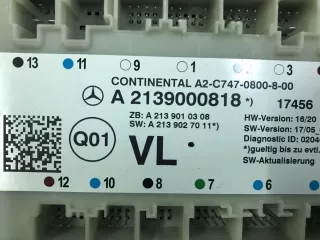 13 11 9 1 1 3
CONTINENTAL A2-C747-0800-8-00
A 2139000818 *) 17456
ZB: A 213 901 03 08 HW-Version: 16/20
SW: A 213 902 70 11 *) SW-Version: 17/05
Q01 VL Diagnostic ID: 0204
*) gueltig bis zu evtl.
SW-Aktualisierung
12 10 8 7 6